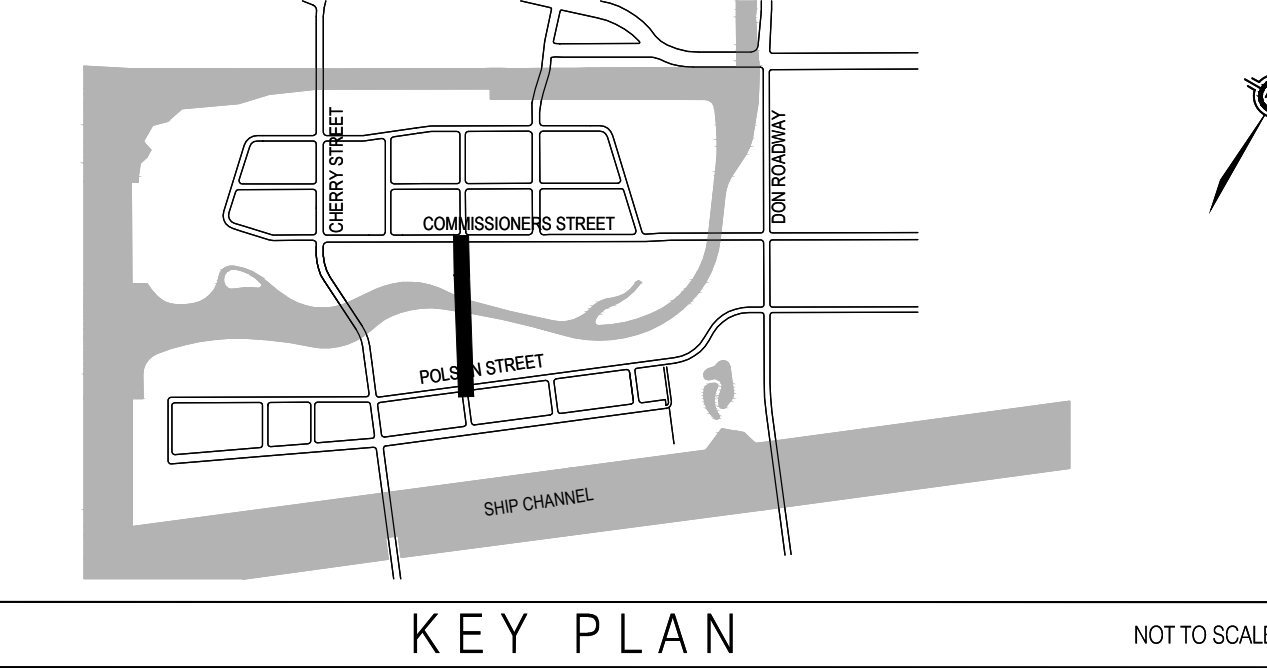 CHERRY STREET
DON ROADWAY
COMMISSIONERS STREET
POLSON STREET
SHIP CHANNEL
KEY PLAN
NOT TO SCALE